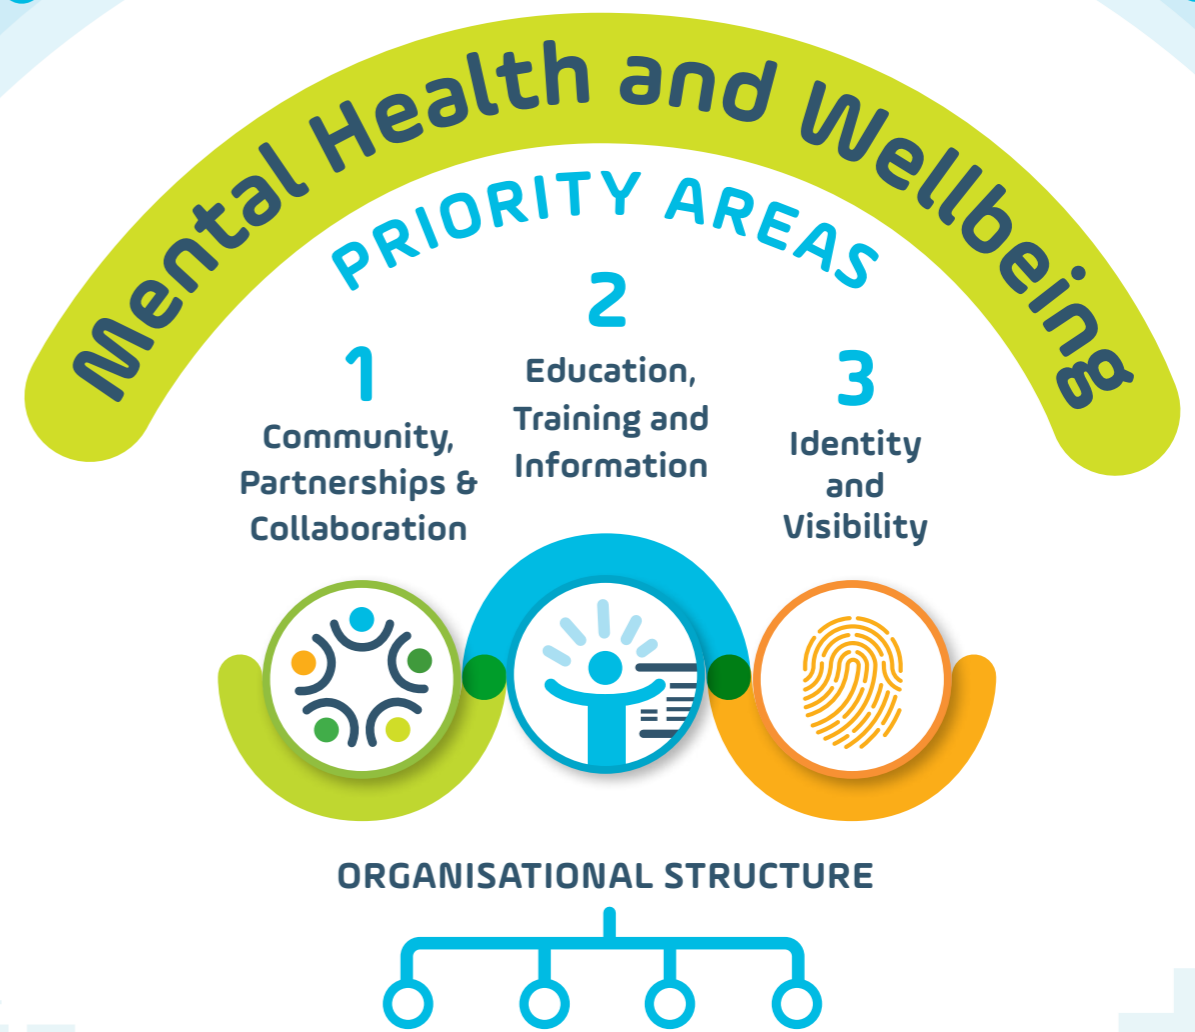 Mental Health and Wellbeing
PRIORITY AREAS
1
Community,
Partnerships &
Collaboration
2
Education,
Training and
Information
3
Identity
and
Visibility
ORGANISATIONAL STRUCTURE